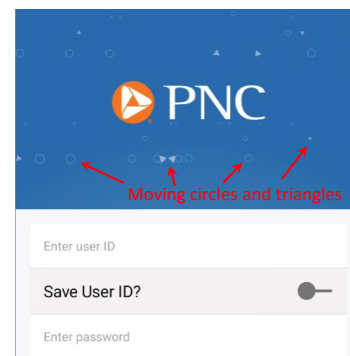 PNC
Moving circles and triangles
Enter user ID
Save User ID?
Enter password